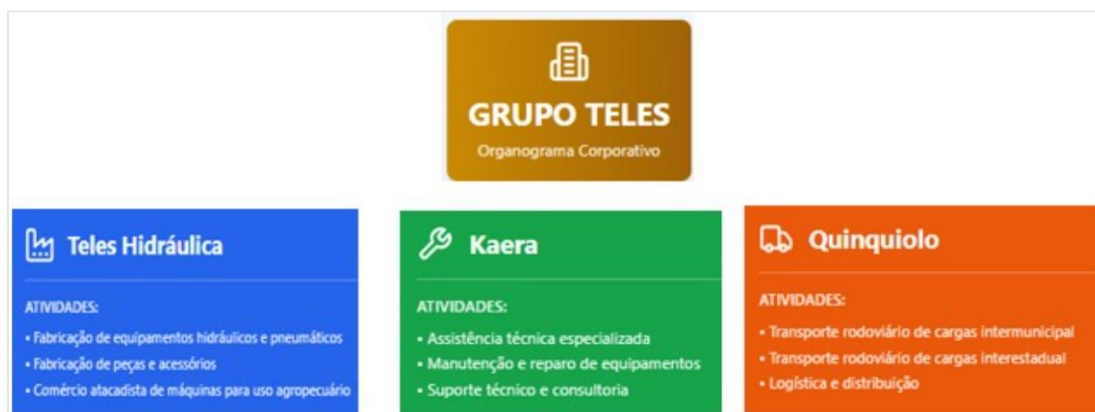 GRUPO TELES
Organograma Corporativo
Teles Hidráulica
ATIVIDADES:
• Fabricação de equipamentos hidráulicos e pneumáticos
• Fabricação de peças e acessórios
• Comércio atacadista de máquinas para uso agropecuário
Kaera
ATIVIDADES:
• Assistência técnica especializada
• Manutenção e reparo de equipamentos
• Suporte técnico e consultoria
Quinquiolo
ATIVIDADES:
• Transporte rodoviário de cargas intermunicipal
• Transporte rodoviário de cargas interestadual
• Logística e distribuição